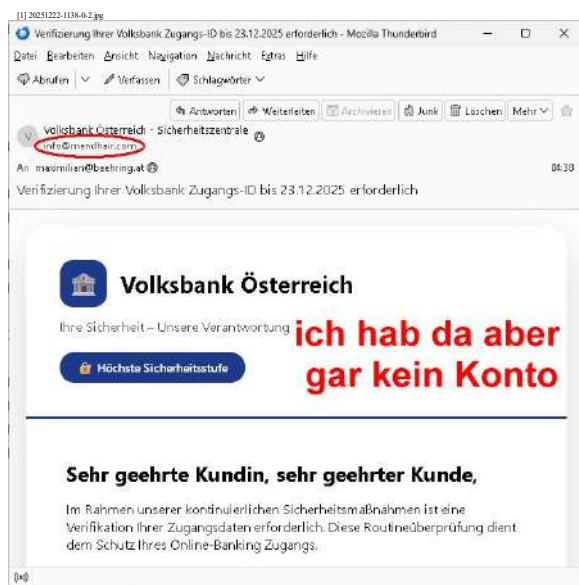 [1] 20251222-1138-0-2.jpg
Verifizierung Ihrer Volksbank Zugangs-ID bis 23.12.2025 erforderlich - Mozilla Thunderbird
Datei Bearbeiten Ansicht Navigation Nachricht Extras Hilfe
Abrufen Verfassen Schlagwörter
Antworten Weiterleiten Archivieren Junk Löschen Mehr
V Volksbank Österreich - Sicherheitszentrale
info@mendhair.com
An maximilian@baehring.at 04:38
Verifizierung Ihrer Volksbank Zugangs-ID bis 23.12.2025 erforderlich
Volksbank Österreich
Ihre Sicherheit – Unsere Verantwortung
ich hab da aber
gar kein Konto
Höchste Sicherheitsstufe
Sehr geehrte Kundin, sehr geehrter Kunde,
Im Rahmen unserer kontinuierlichen Sicherheitsmaßnahmen ist eine
Verifikation Ihrer Zugangsdaten erforderlich. Diese Routineüberprüfung dient
dem Schutz Ihres Online-Banking Zugangs.